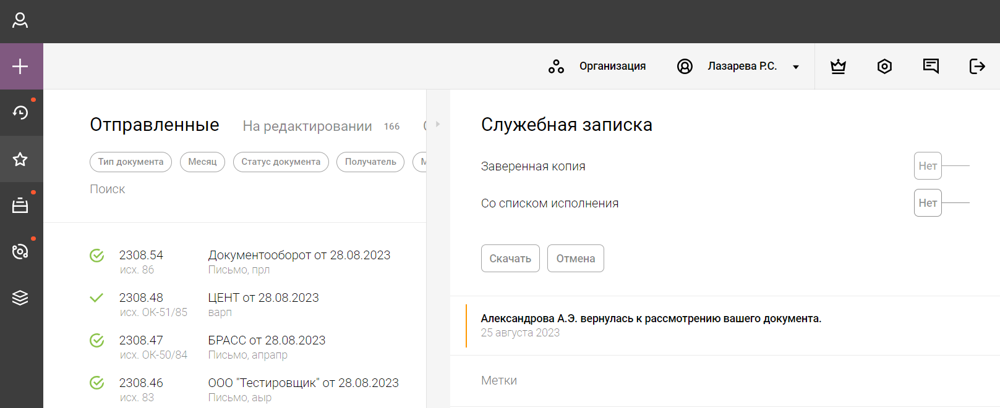 Организация
Лазарева Р.С.
Отправленные
На редактировании 166
Тип документа
Месяц
Статус документа
Получатель
Поиск
2308.54
Документооборот от 28.08.2023
исх. 86
Письмо, прл
2308.48
ЦЕНТ от 28.08.2023
исх. ОК-51/85
варп
2308.47
БРАСС от 28.08.2023
исх. ОК-50/84
Письмо, апрапр
2308.46
ООО "Тестировщик" от 28.08.2023
исх. 83
Письмо, аыр
Служебная записка
Заверенная копия
Нет
Со списком исполнения
Нет
Скачать
Отмена
Александрова А.Э. вернулась к рассмотрению вашего документа.
25 августа 2023
Метки